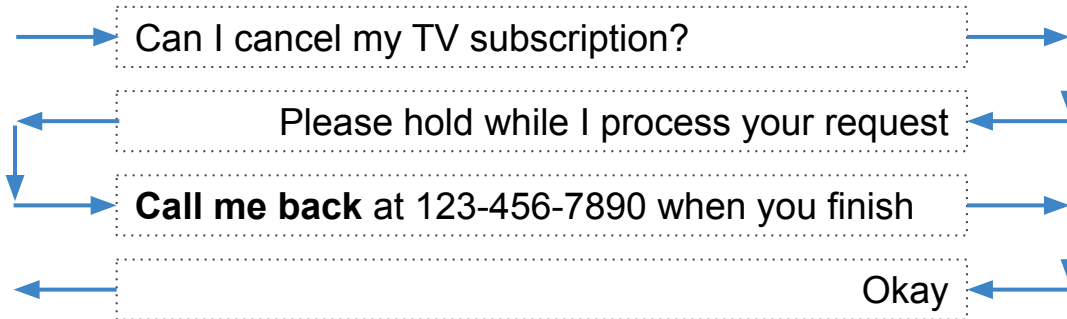 Can I cancel my TV subscription?
Please hold while I process your request
Call me back at 123-456-7890 when you finish
Okay